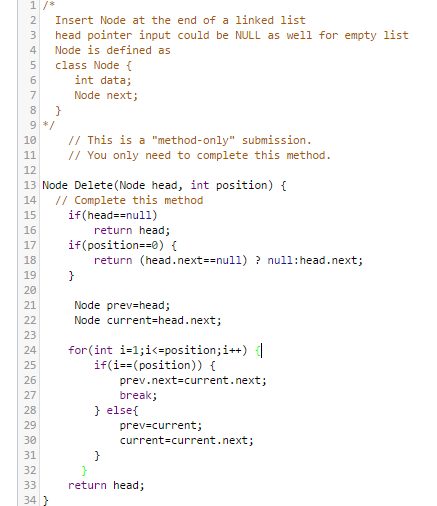 1 /*
2 Insert Node at the end of a linked list
3 head pointer input could be NULL as well for empty list
4 Node is defined as
5 class Node {
6 int data;
7 Node next;
8 }
9 */
10 // This is a "method-only" submission.
11 // You only need to complete this method.
12
13 Node Delete(Node head, int position) {
14 // Complete this method
15 if(head==null)
16 return head;
17 if(position==0) {
18 return (head.next==null) ? null:head.next;
19 }
20
21 Node prev=head;
22 Node current=head.next;
23
24 for(int i=1;i<=position;i++) {
25 if(i==(position)) {
26 prev.next=current.next;
27 break;
28 } else{
29 prev=current;
30 current=current.next;
31 }
32 }
33 return head;
34 }